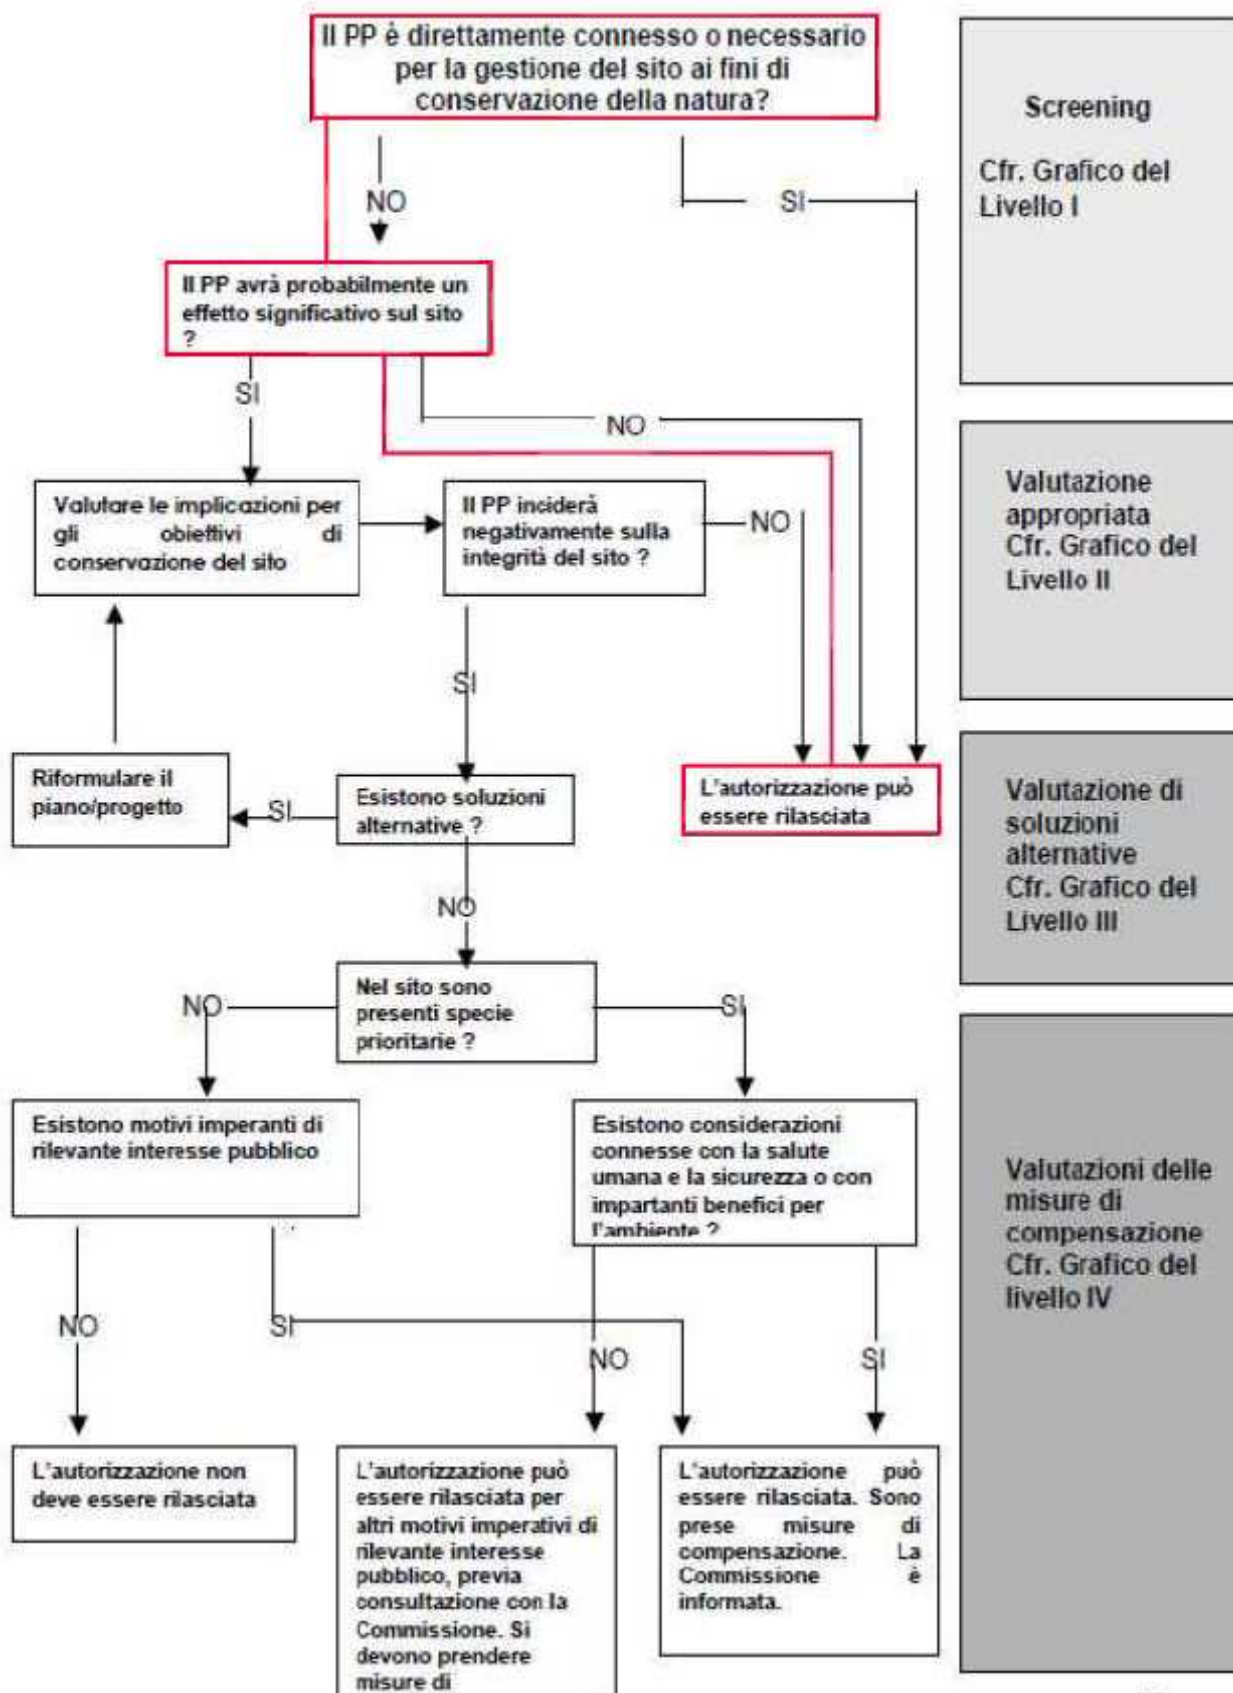 Il PP è direttamente connesso o necessario
per la gestione del sito ai fini di
conservazione della natura?
NO
SI
Il PP avrà probabilmente un
effetto significativo sul sito
?
SI
NO
Valutare le implicazioni per
gli obiettivi di
conservazione del sito
Il PP inciderà
negativamente sulla
integrità del sito ?
NO
SI
Riformulare il
piano/progetto
SI
Esistono soluzioni
alternative ?
L'autorizzazione può
essere rilasciata
NO
Nel sito sono
presenti specie
prioritarie ?
NO
SI
Esistono motivi imperanti di
rilevante interesse pubblico
Esistono considerazioni
connesse con la salute
umana e la sicurezza o con
impartanti benefici per
l'ambiente ?
NO
SI
NO
SI
L'autorizzazione non
deve essere rilasciata
L'autorizzazione può
essere rilasciata per
altri motivi imperativi di
rilevante interesse
pubblico, previa
consultazione con la
Commissione. Si
devono prendere
misure di
L'autorizzazione può
essere rilasciata. Sono
prese misure di
compensazione. La
Commissione è
informata.
Screening
Cfr. Grafico del
Livello I
Valutazione
appropriata
Cfr. Grafico del
Livello II
Valutazione di
soluzioni
alternative
Cfr. Grafico del
Livello III
Valutazioni delle
misure di
compensazione
Cfr. Grafico del
livello IV